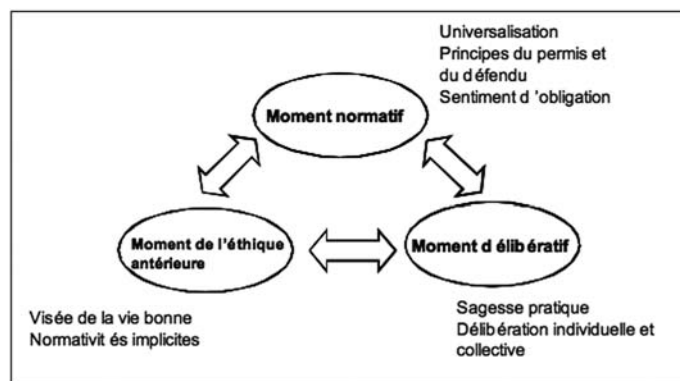 Universalisation
Principes du permis et
du d éfendu
Sentiment d ’obligation
Moment normatif
Moment de l’éthique
antérieure
Moment d élib ératif
Visée de la vie bonne
Normativit és implicites
Sagesse pratique
Délibération individuelle et
collective